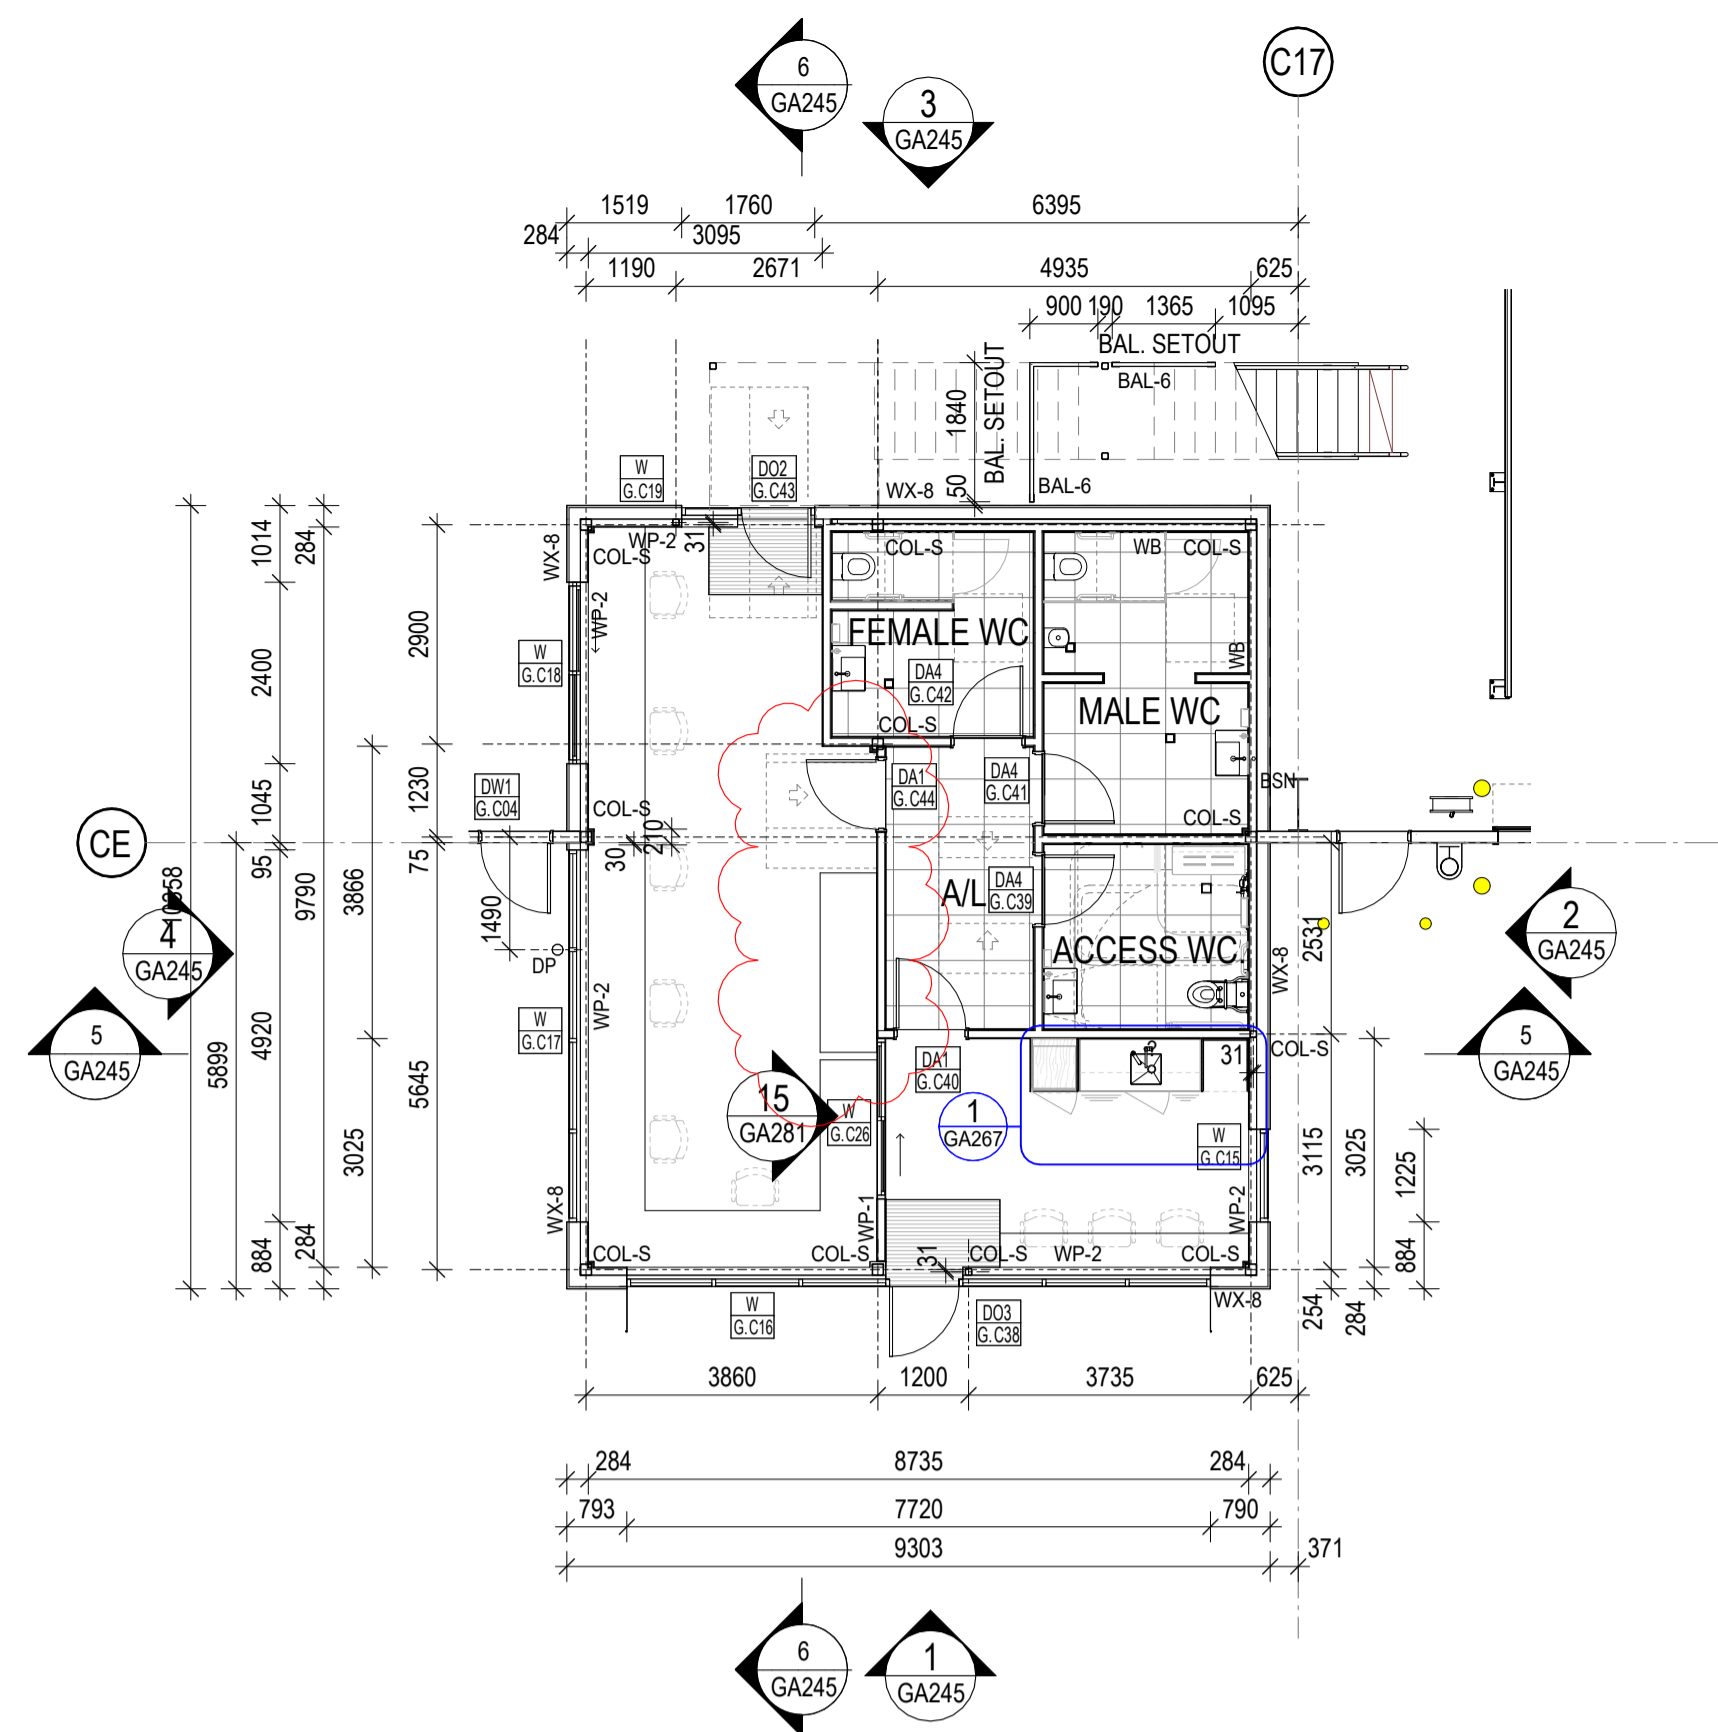 6
GA245
3
GA245
C17
1519 1760 6395
284 3095
1190 2671 4935 625
900 190 1365 1095
BAL. SETOUT
BAL-6
1840
BAL. SETOUT
50
BAL-6
WX-8
W
G.C19
DO2
G.C43
1014
284
WX-8
COL-S
WP-2
31
COL-S
WB
COL-S
WP-2
2900
2400
W
G.C18
FEMALE WC
DA4
G.C42
WB
MALE WC
COL-S
DW1
G.C04
1045
1230
COL-S
DA1
G.C44
DA4
G.C41
BSN
COL-S
CE
10358
95
9790
3866
75
30
210
1490
A/L
DA4
G.C39
ACCESS WC
2531
WX-8
4
GA245
2
GA245
DP
5
GA245
5899
4920
WP-2
W
G.C17
5645
3025
DA1
G.C40
31
COL-S
5
GA245
15
GA281
W
G.C26
1
GA267
W
G.C15
3115
3025
1225
WX-8
WP-1
WP-2
884
284
COL-S
COL-S
31
COL-S
WP-2
COL-S
884
254
284
WX-8
W
G.C16
DO3
G.C38
3860 1200 3735 625
284 8735 284
793 7720 790
9303 371
6
GA245
1
GA245